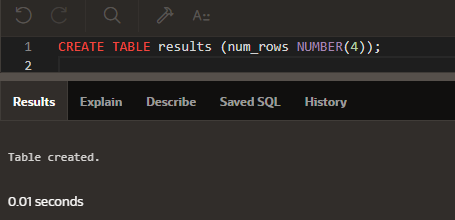 A::
1 CREATE TABLE results (num_rows NUMBER(4));
2
Results Explain Describe Saved SQL History
Table created.
0.01 seconds